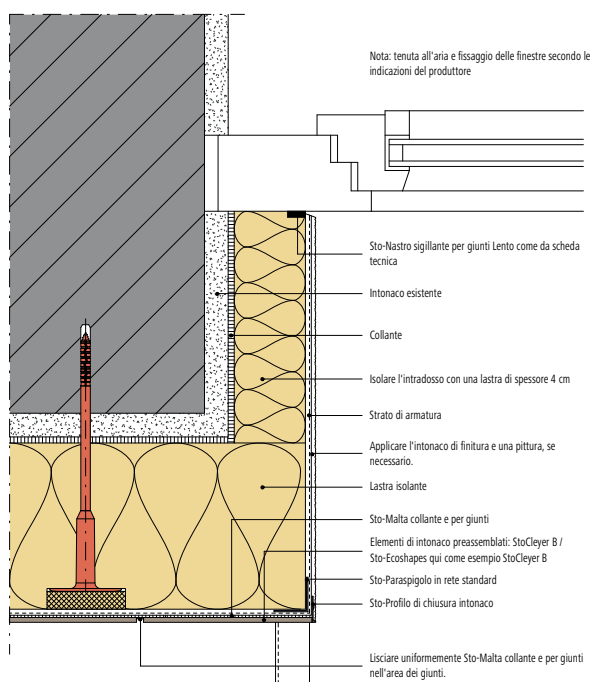 Nota: tenuta all'aria e fissaggio delle finestre secondo le
indicazioni del produttore
Sto-Nastro sigillante per giunti Lento come da scheda
tecnica
Intonaco esistente
Collante
Isolare l'intradosso con una lastra di spessore 4 cm
Strato di armatura
Applicare l'intonaco di finitura e una pittura, se
necessario.
Lastra isolante
Sto-Malta collante e per giunti
Elementi di intonaco preassemblati: StoCleyer B /
Sto-Ecoshapes qui come esempio StoCleyer B
Sto-Paraspigolo in rete standard
Sto-Profilo di chiusura intonaco
Lisciare uniformemente Sto-Malta collante e per giunti
nell'area dei giunti.